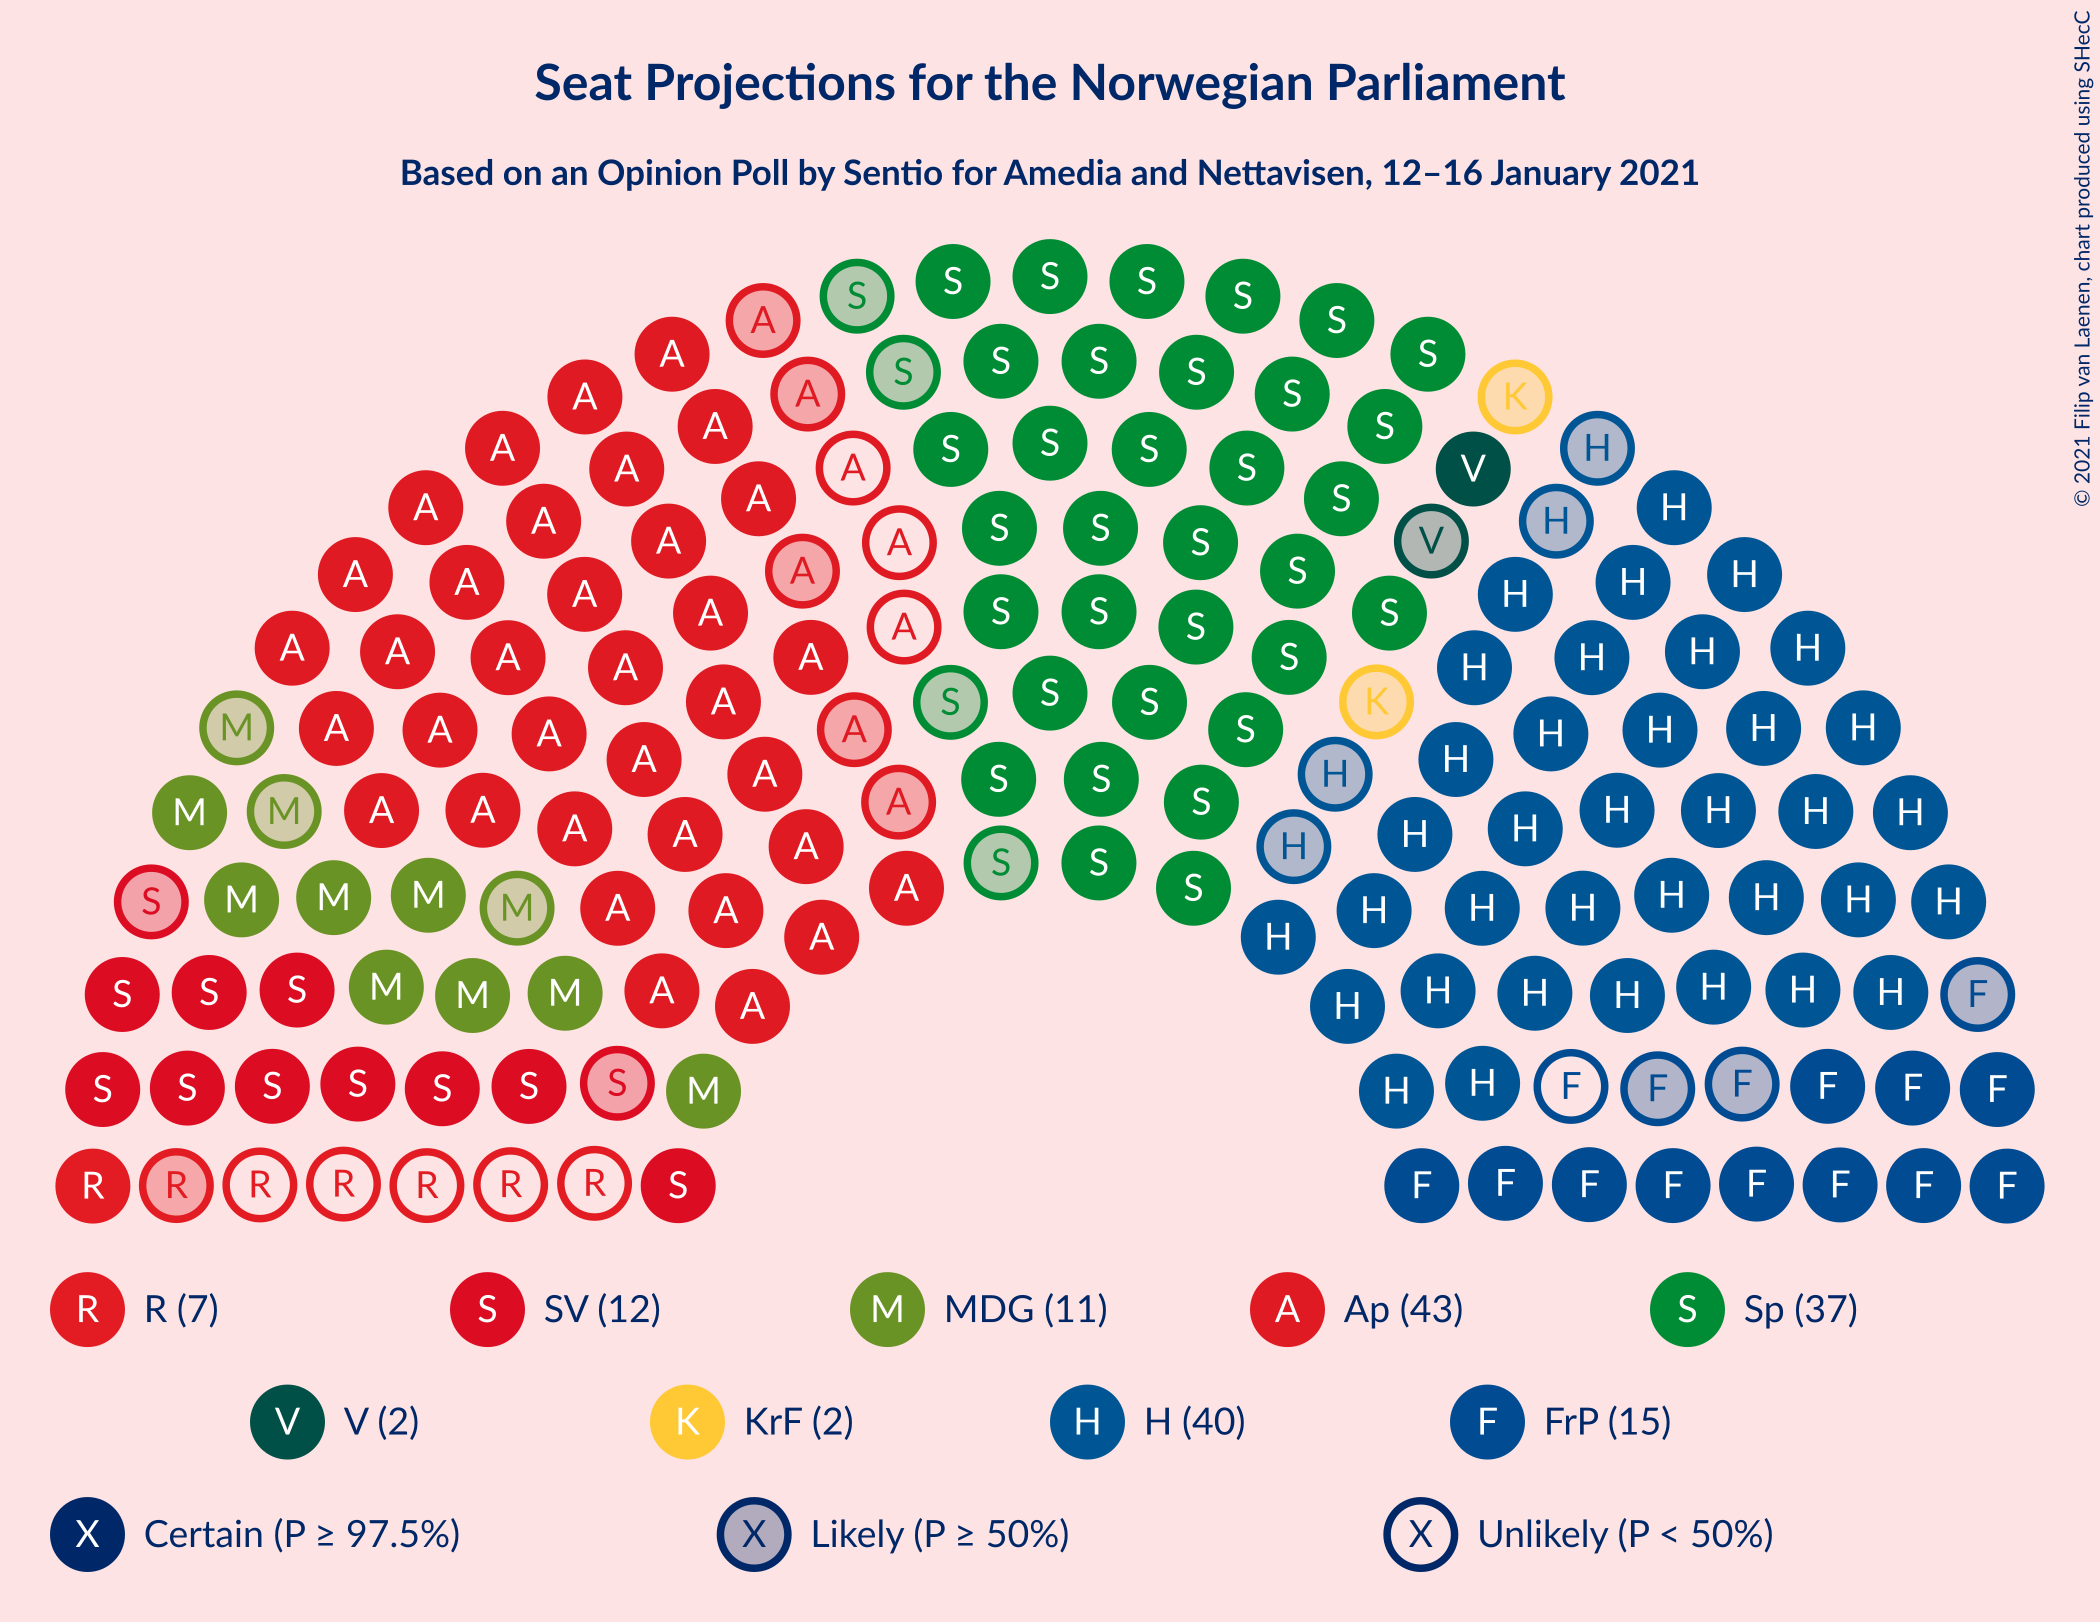 Seat Projections for the Norwegian Parliament
Based on an Opinion Poll by Sentio for Amedia and Nettavisen, 12–16 January 2021
© 2021 Filip van Laenen, chart produced using SHecC
S S S S S S
A S
A S
A A S S S S S K
A A S V H
A A A S S S S S H H
A A A A S S S S S V H H H
A A A A A A S S S S S H H H H
A A A A A A S S S S K H H H H
M A A A A A A S S S S H H H H H H
M M A A A A A A S S H H H H H H H H
S M M M M A A A A S H H H H H H H H
S S S M M M A A H H H H H H H F
S S S S S S S M H H F F F F F F
R R R R R R R S F F F F F F F F
R R (7) S SV (12) M MDG (11) A Ap (43) S Sp (37)
V V (2) K KrF (2) H H (40) F FrP (15)
X Certain (P ≥ 97.5%) X Likely (P ≥ 50%) X Unlikely (P < 50%)